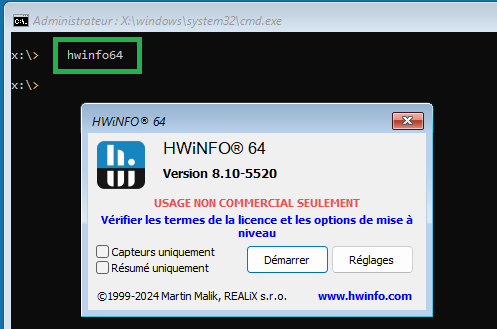 Administrateur : X:\windows\system32\cmd.exe
x:\> hwinfo64
x:\>
HWiNFO® 64
HWiNFO® 64
Version 8.10-5520
USAGE NON COMMERCIAL SEULEMENT
Vérifier les termes de la licence et les options de mise à
niveau
Capteurs uniquement
Résumé uniquement
Démarrer
Réglages
©1999-2024 Martin Malik, REALiX s.r.o.
www.hwinfo.com